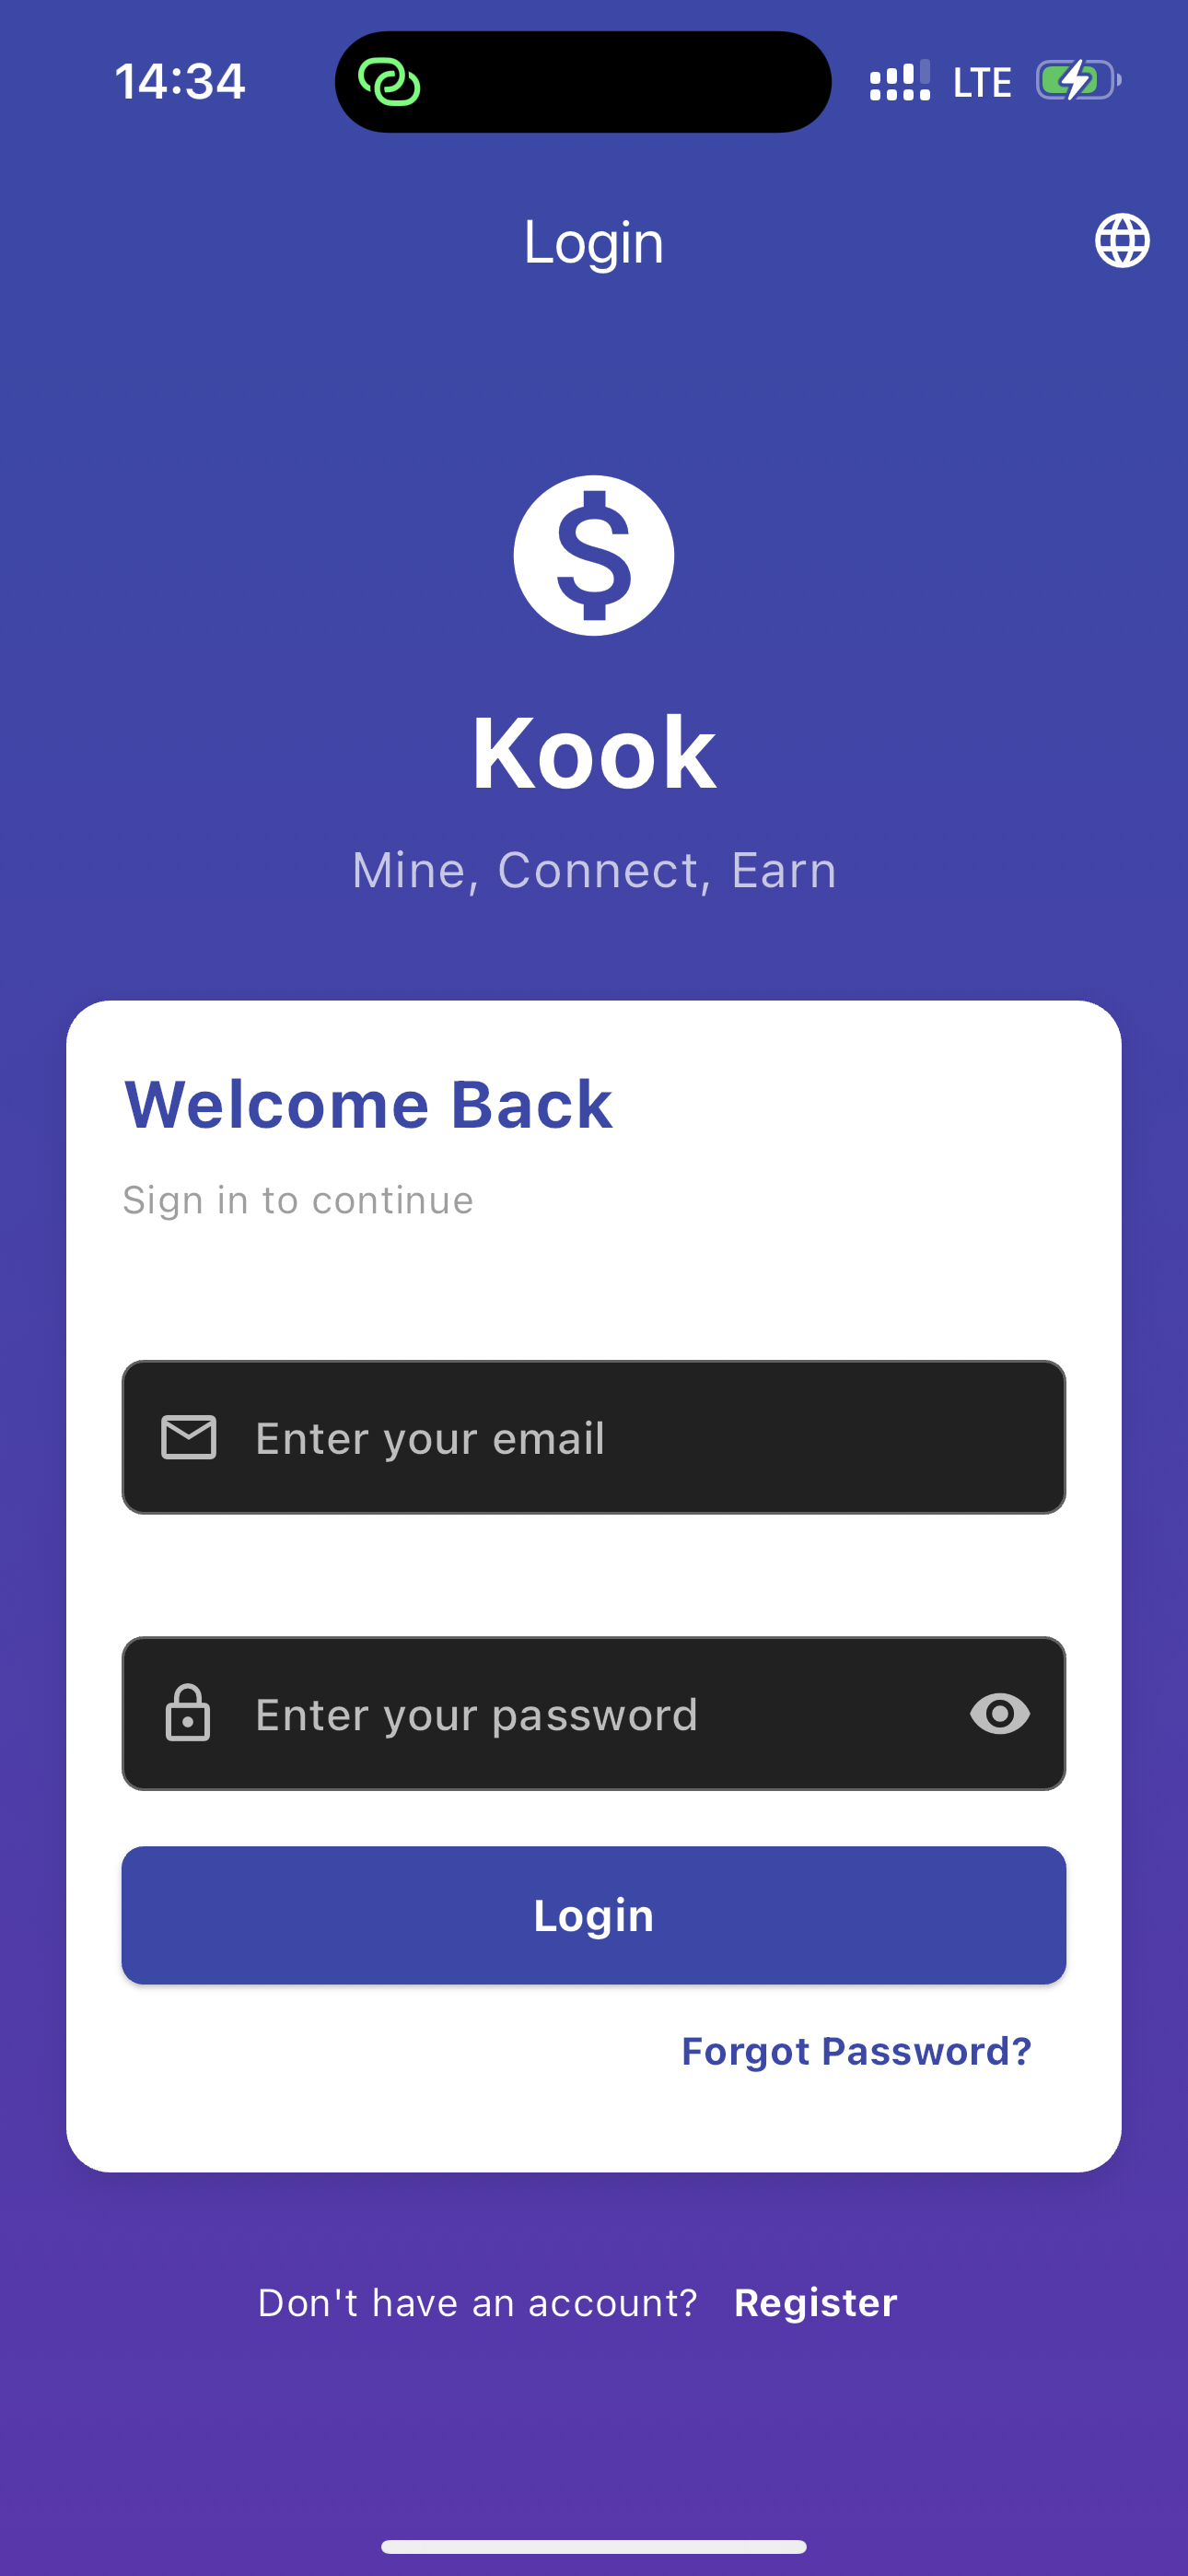 14:34 LTE
Login
Kook
Mine, Connect, Earn
Welcome Back
Sign in to continue
Enter your email
Enter your password
Login
Forgot Password?
Don't have an account? Register